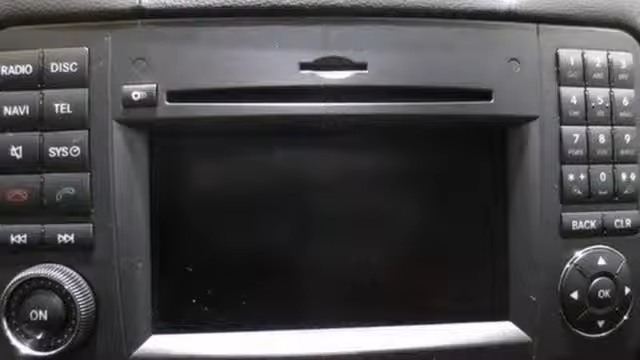 RADIO DISC
NAVI TEL
SYS
ON
1 2 3
4 5 6
7 8 9
* + 0 #
BACK CLR
OK